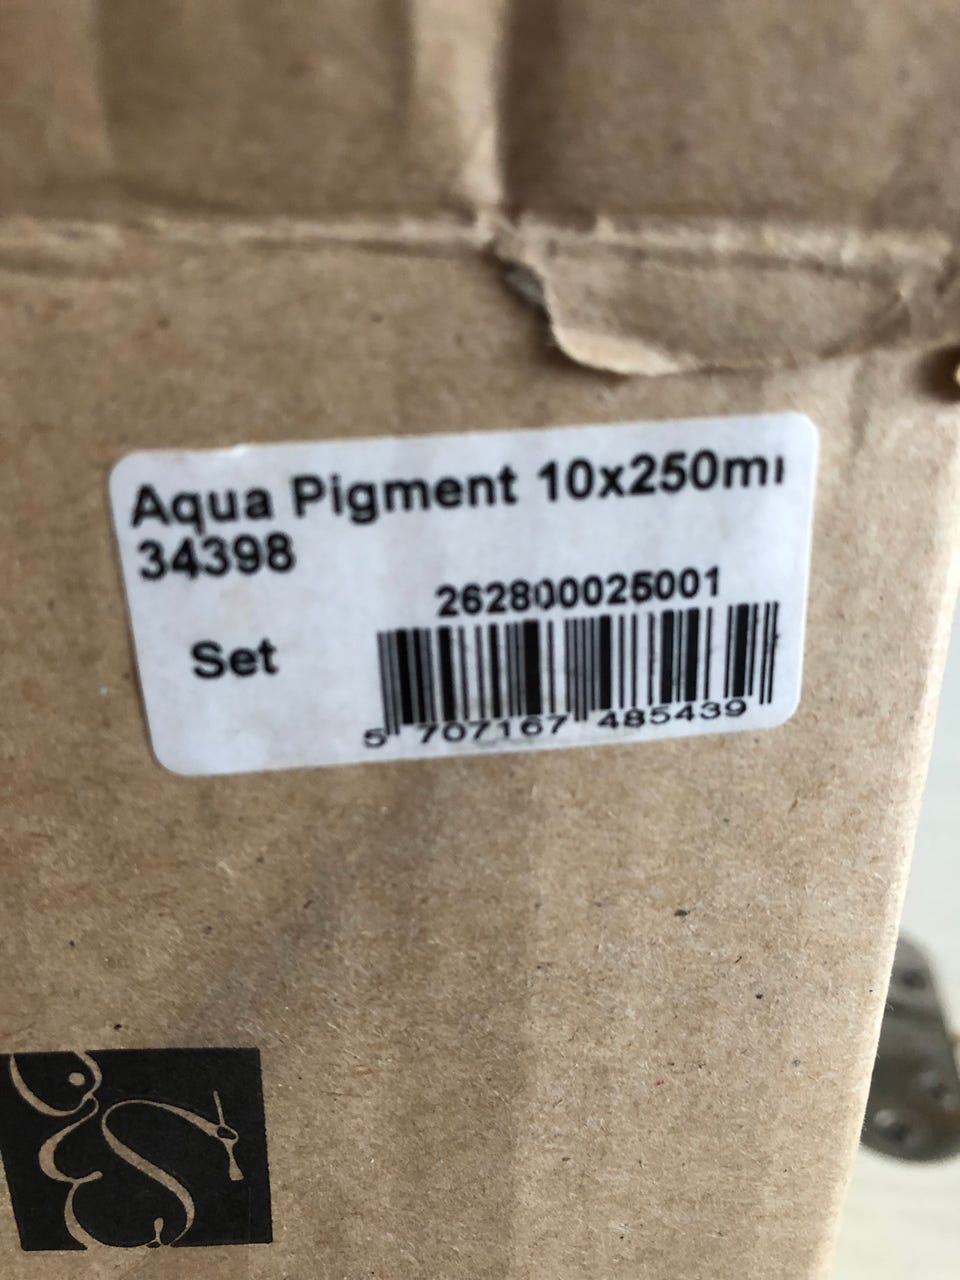 Aqua Pigment 10x250ml
34398
262800025001
Set
5 707167 485439